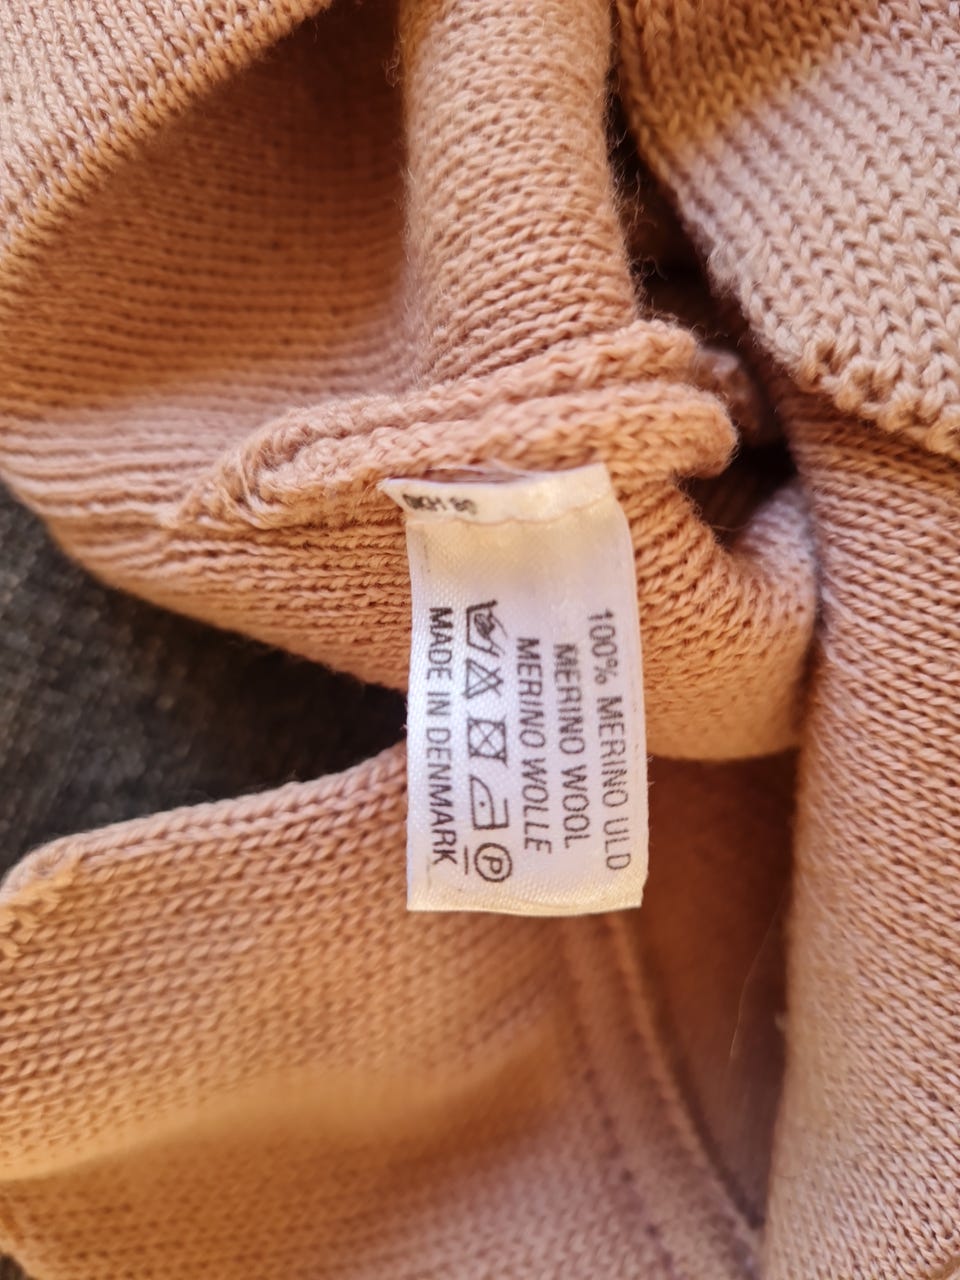 100% MERINO ULD
MERINO WOOL
MERINO WOLLE
P
MADE IN DENMARK